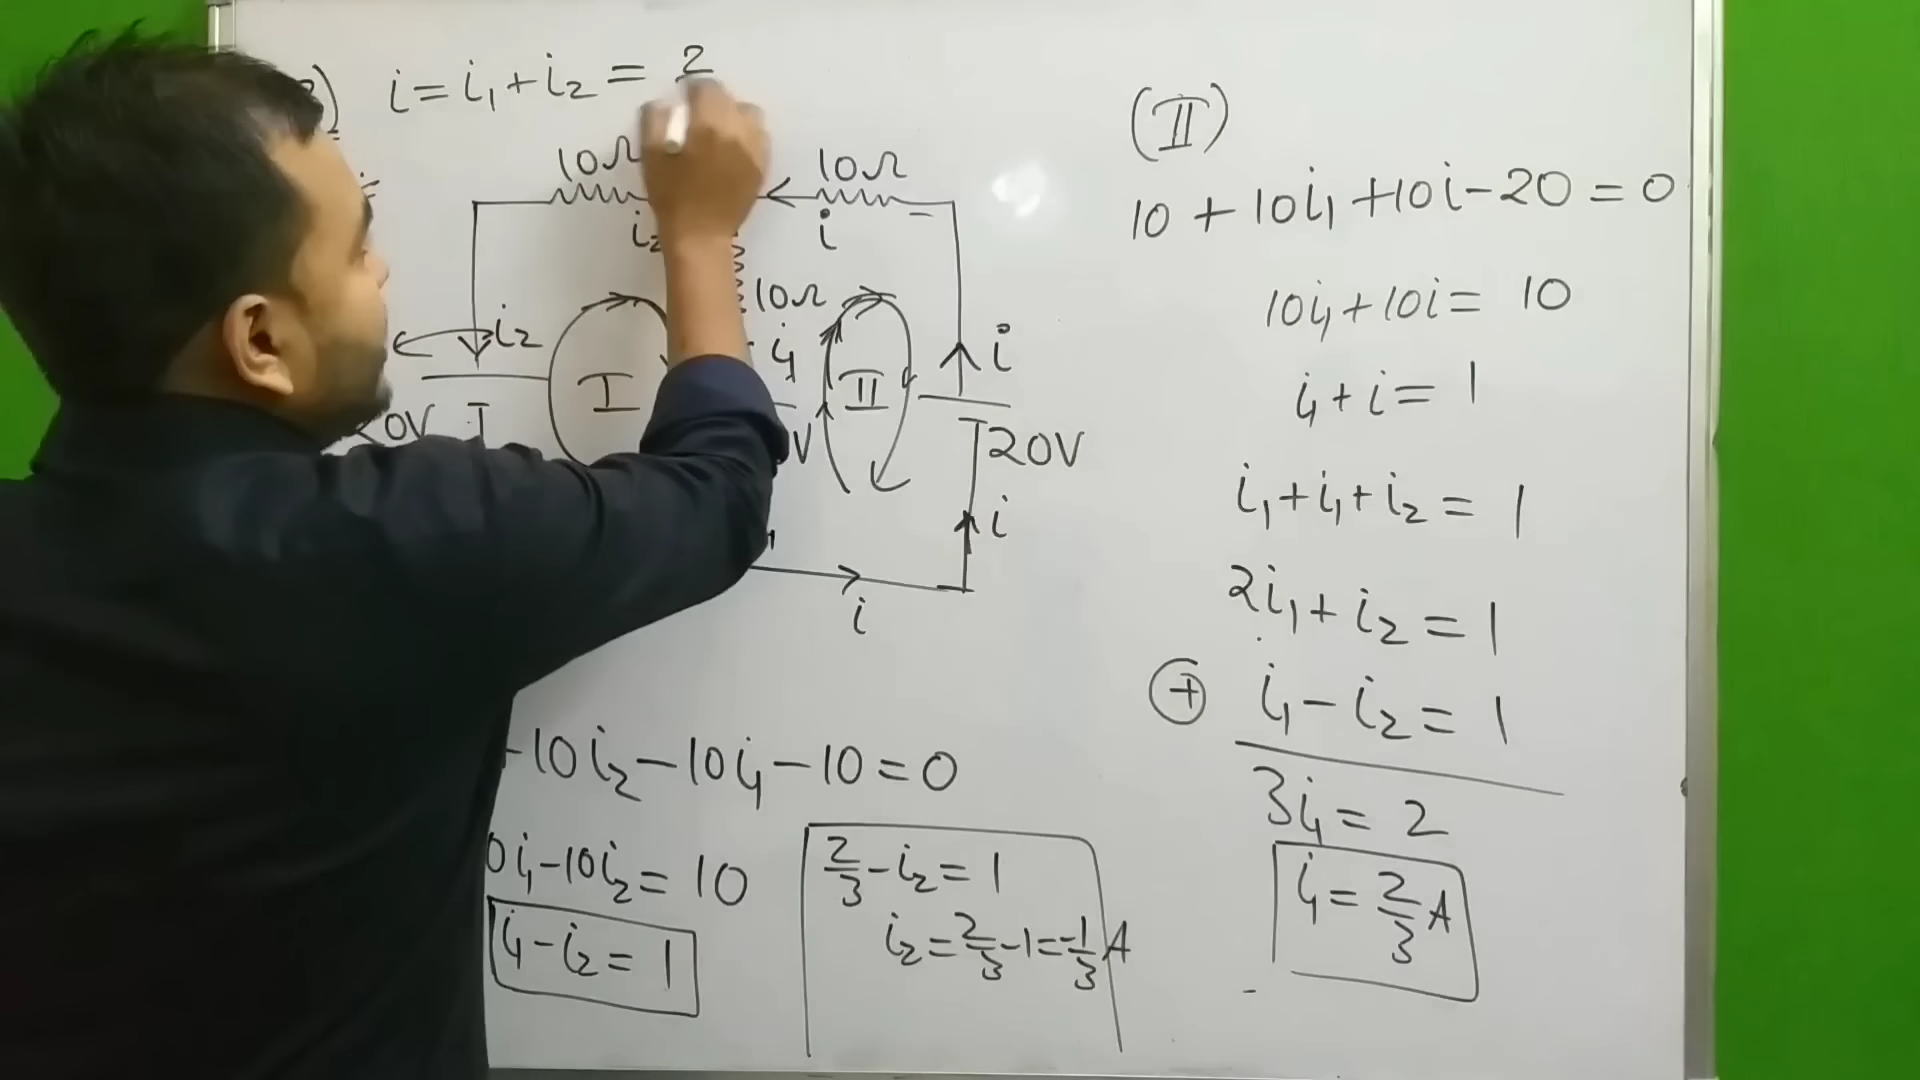 i = i₁ + i₂ = 2
10Ω
10Ω
i₂
i
10Ω
i₂
i₁
i
I
II
0V
V
20V
i
i
-10i₂ - 10i₁ - 10 = 0
0i₁ - 10i₂ = 10
i₁ - i₂ = 1
2/3 - i₂ = 1
i₂ = 2/3 - 1 = -1/3 A
(II)
10 + 10i₁ + 10i - 20 = 0
10i₁ + 10i = 10
i₁ + i = 1
i₁ + i₁ + i₂ = 1
2i₁ + i₂ = 1
⊕ i₁ - i₂ = 1
3i₁ = 2
i₁ = 2/3 A